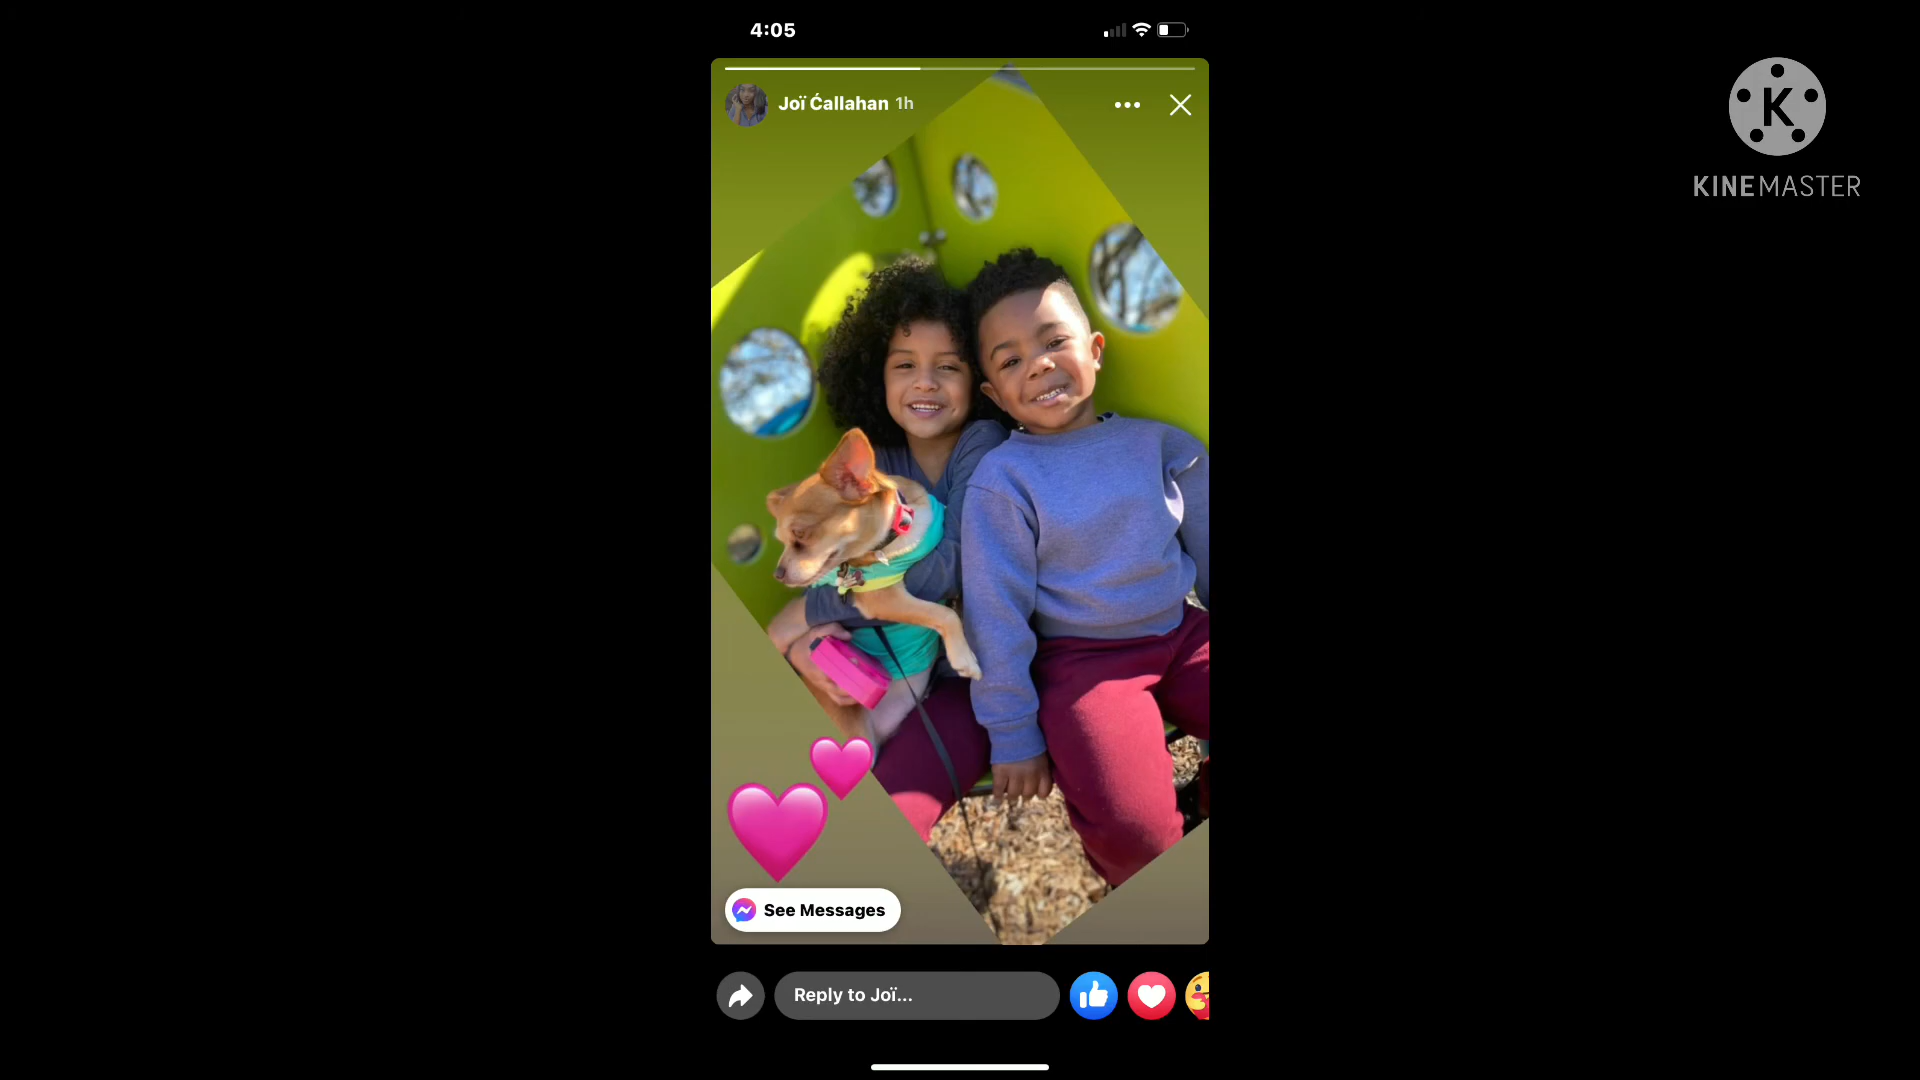 4:05
Joï Ćallahan 1h
K
KINEMASTER
See Messages
Reply to Joï...